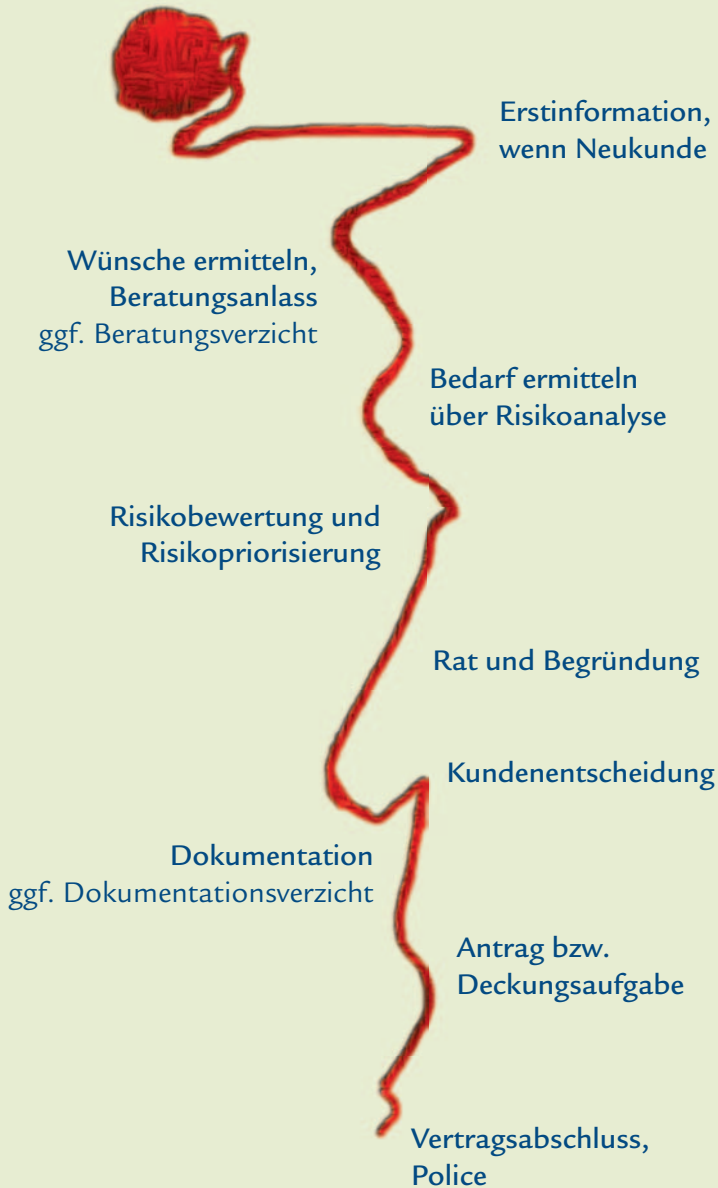 Erstinformation,
wenn Neukunde
Wünsche ermitteln,
Beratungsanlass
ggf. Beratungsverzicht
Bedarf ermitteln
über Risikoanalyse
Risikobewertung und
Risikopriorisierung
Rat und Begründung
Kundenentscheidung
Dokumentation
ggf. Dokumentationsverzicht
Antrag bzw.
Deckungsaufgabe
Vertragsabschluss,
Police